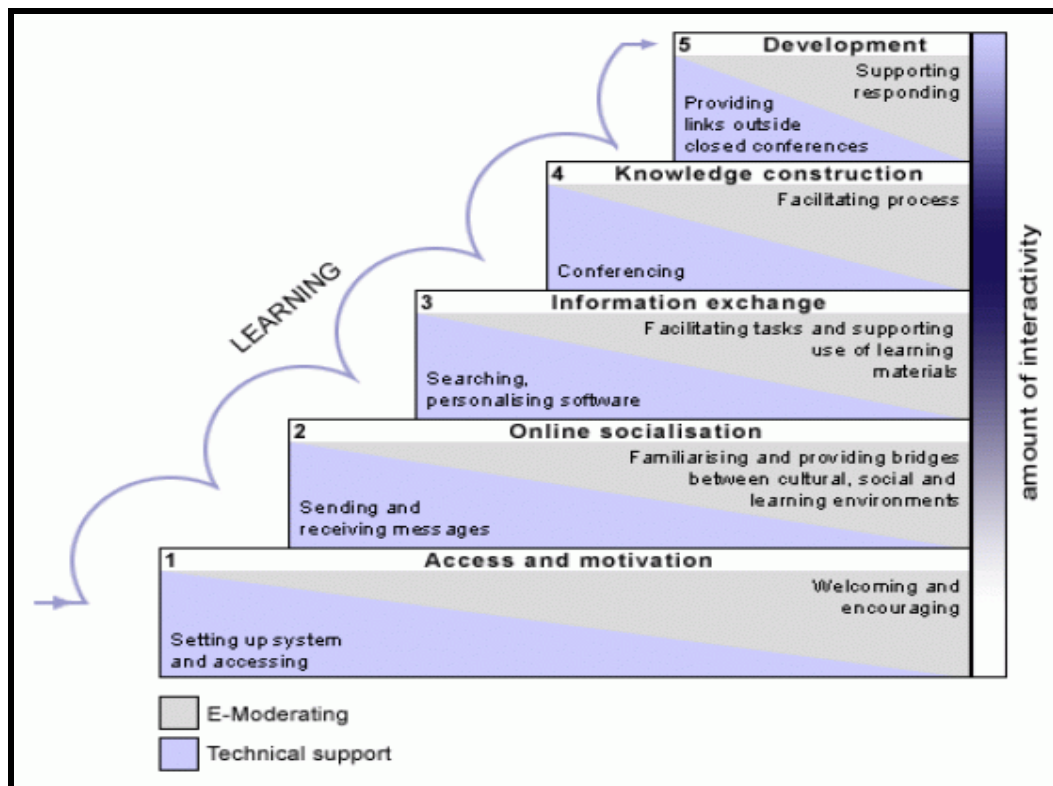 5 Development
Supporting
responding
Providing
links outside
closed conferences
4 Knowledge construction
Facilitating process
Conferencing
3 Information exchange
Facilitating tasks and supporting
use of learning
materials
Searching,
personalising software
2 Online socialisation
Familiarising and providing bridges
between cultural, social and
learning environments
Sending and
receiving messages
1 Access and motivation
Welcoming and
encouraging
Setting up system
and accessing
LEARNING
amount of interactivity
E-Moderating
Technical support